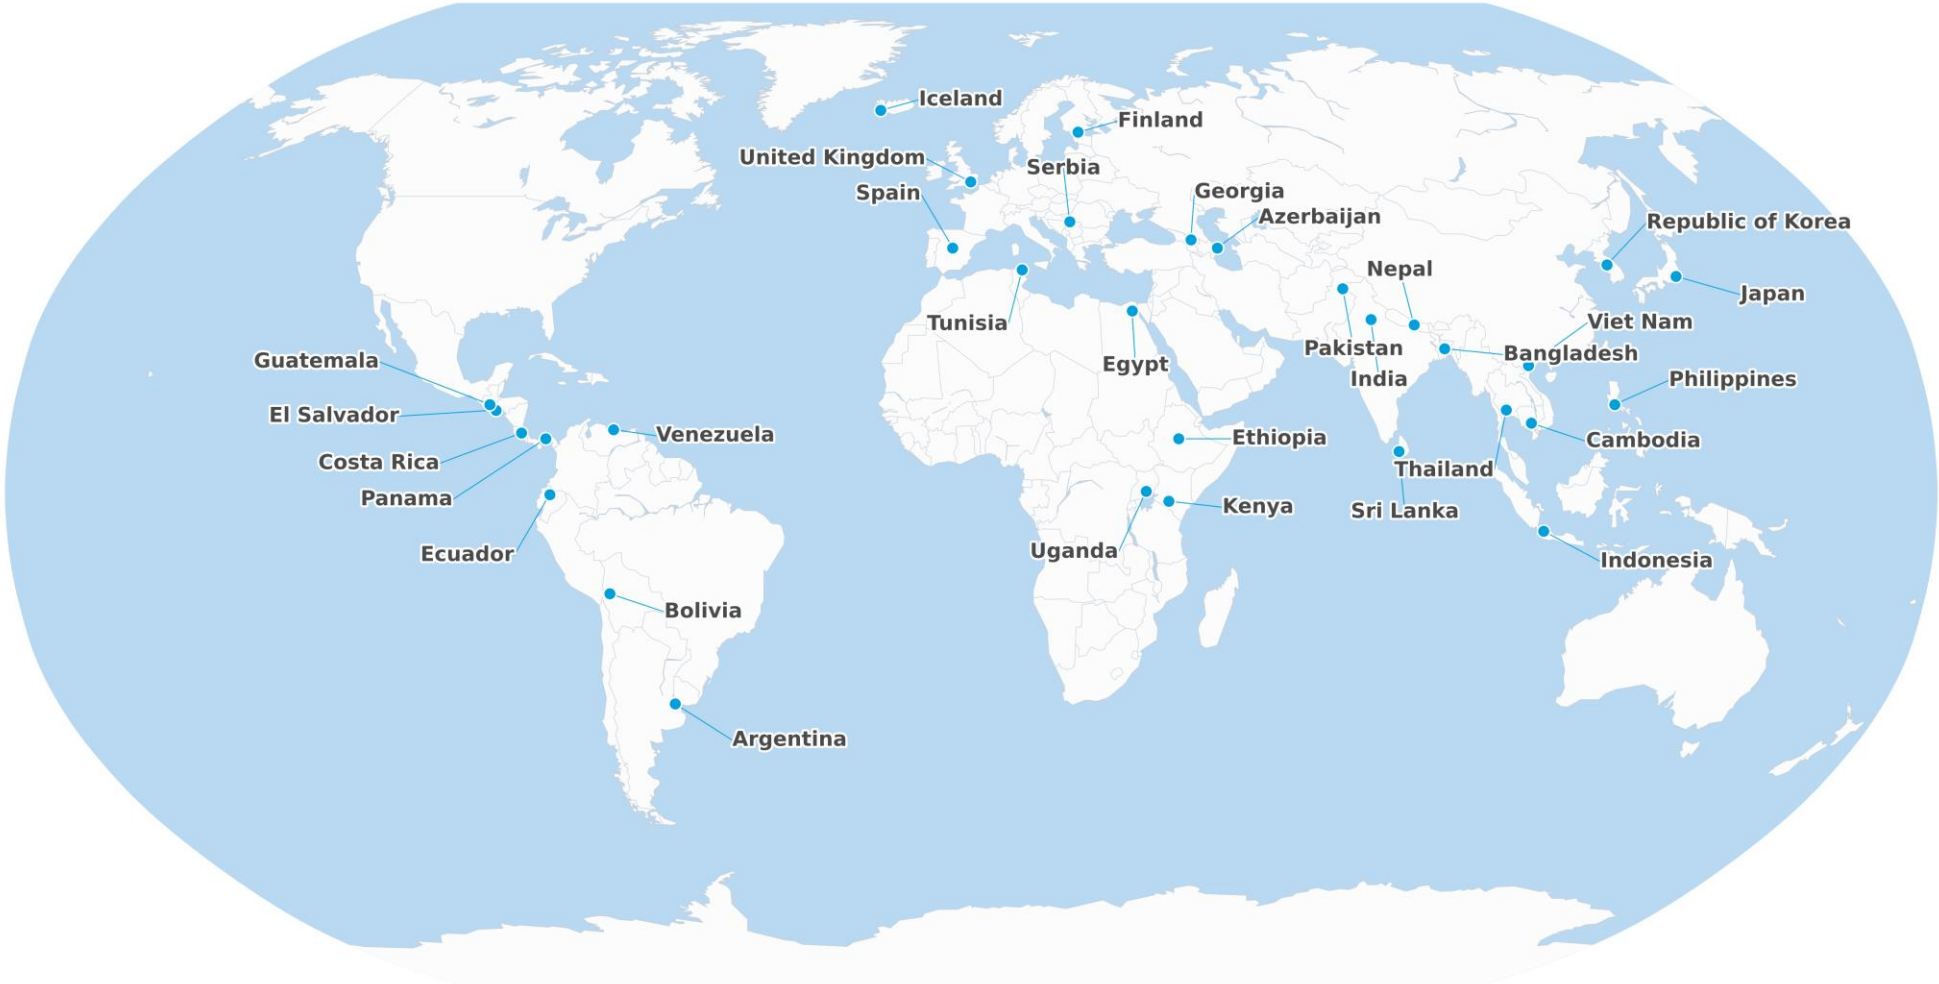 Iceland
Finland
United Kingdom
Serbia
Spain
Georgia
Azerbaijan
Republic of Korea
Nepal
Japan
Tunisia
Viet Nam
Pakistan
Bangladesh
Guatemala
Egypt
India
Philippines
El Salvador
Venezuela
Ethiopia
Cambodia
Costa Rica
Thailand
Panama
Kenya
Sri Lanka
Ecuador
Uganda
Indonesia
Bolivia
Argentina